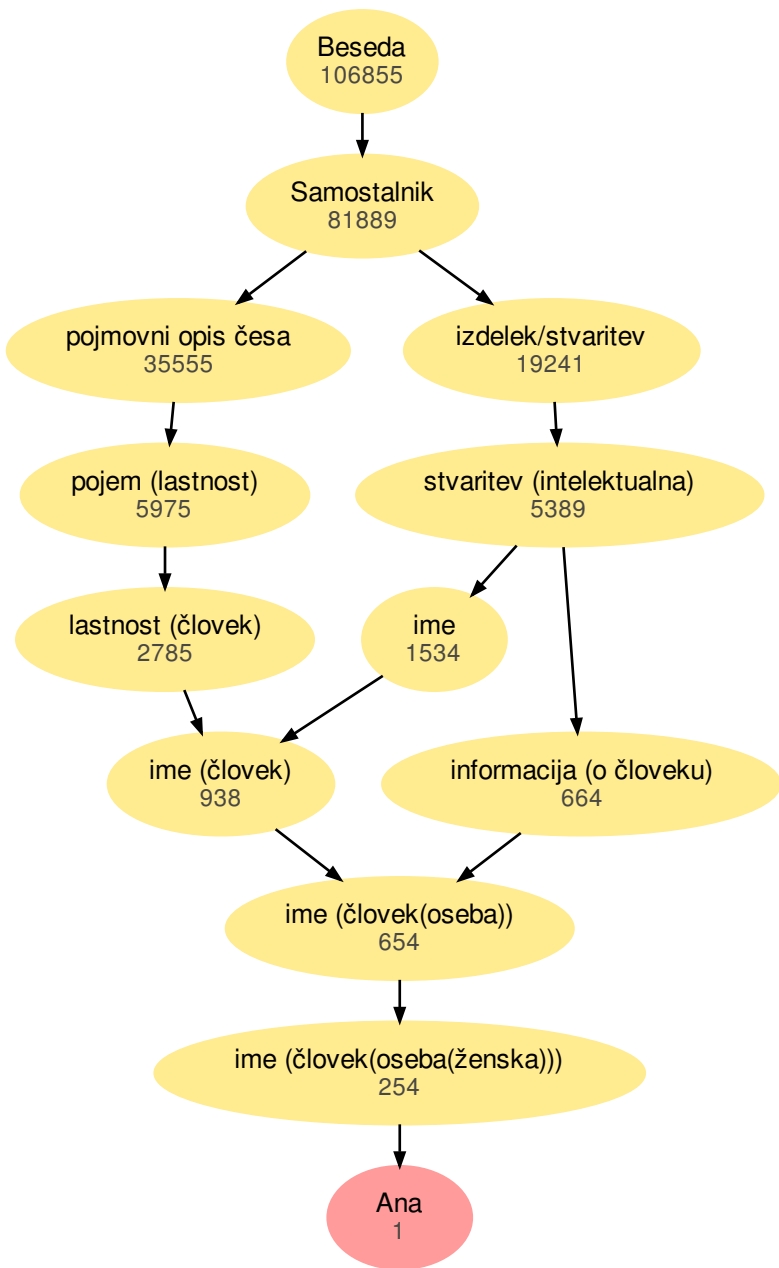 Beseda
106855
Samostalnik
81889
pojmovni opis česa
35555
izdelek/stvaritev
19241
pojem (lastnost)
5975
stvaritev (intelektualna)
5389
lastnost (človek)
2785
ime
1534
ime (človek)
938
informacija (o človeku)
664
ime (človek(oseba))
654
ime (človek(oseba(ženska)))
254
Ana
1